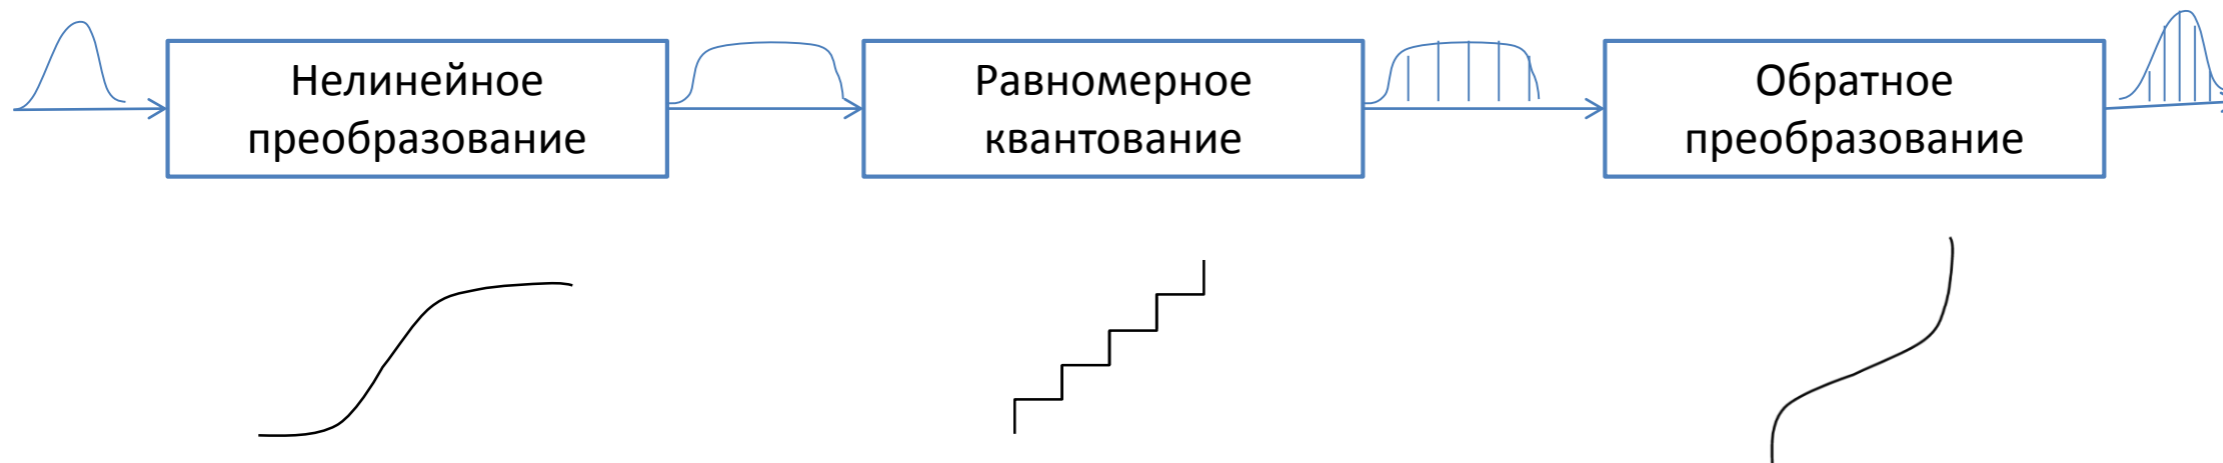 Нелинейное
преобразование
Равномерное
квантование
Обратное
преобразование